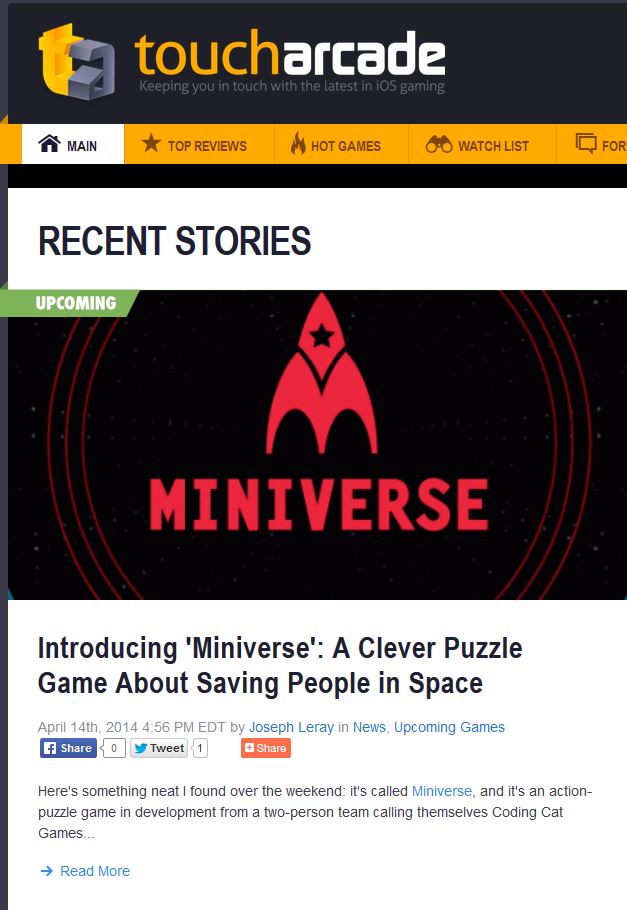 ta toucharcade
Keeping you in touch with the latest in iOS gaming
MAIN TOP REVIEWS HOT GAMES WATCH LIST FOR
RECENT STORIES
UPCOMING
MINIVERSE
Introducing 'Miniverse': A Clever Puzzle
Game About Saving People in Space
April 14th, 2014 4:56 PM EDT by Joseph Leray in News, Upcoming Games
f Share 0 Tweet 1 Share
Here's something neat I found over the weekend: it's called Miniverse, and it's an action-
puzzle game in development from a two-person team calling themselves Coding Cat
Games...
Read More